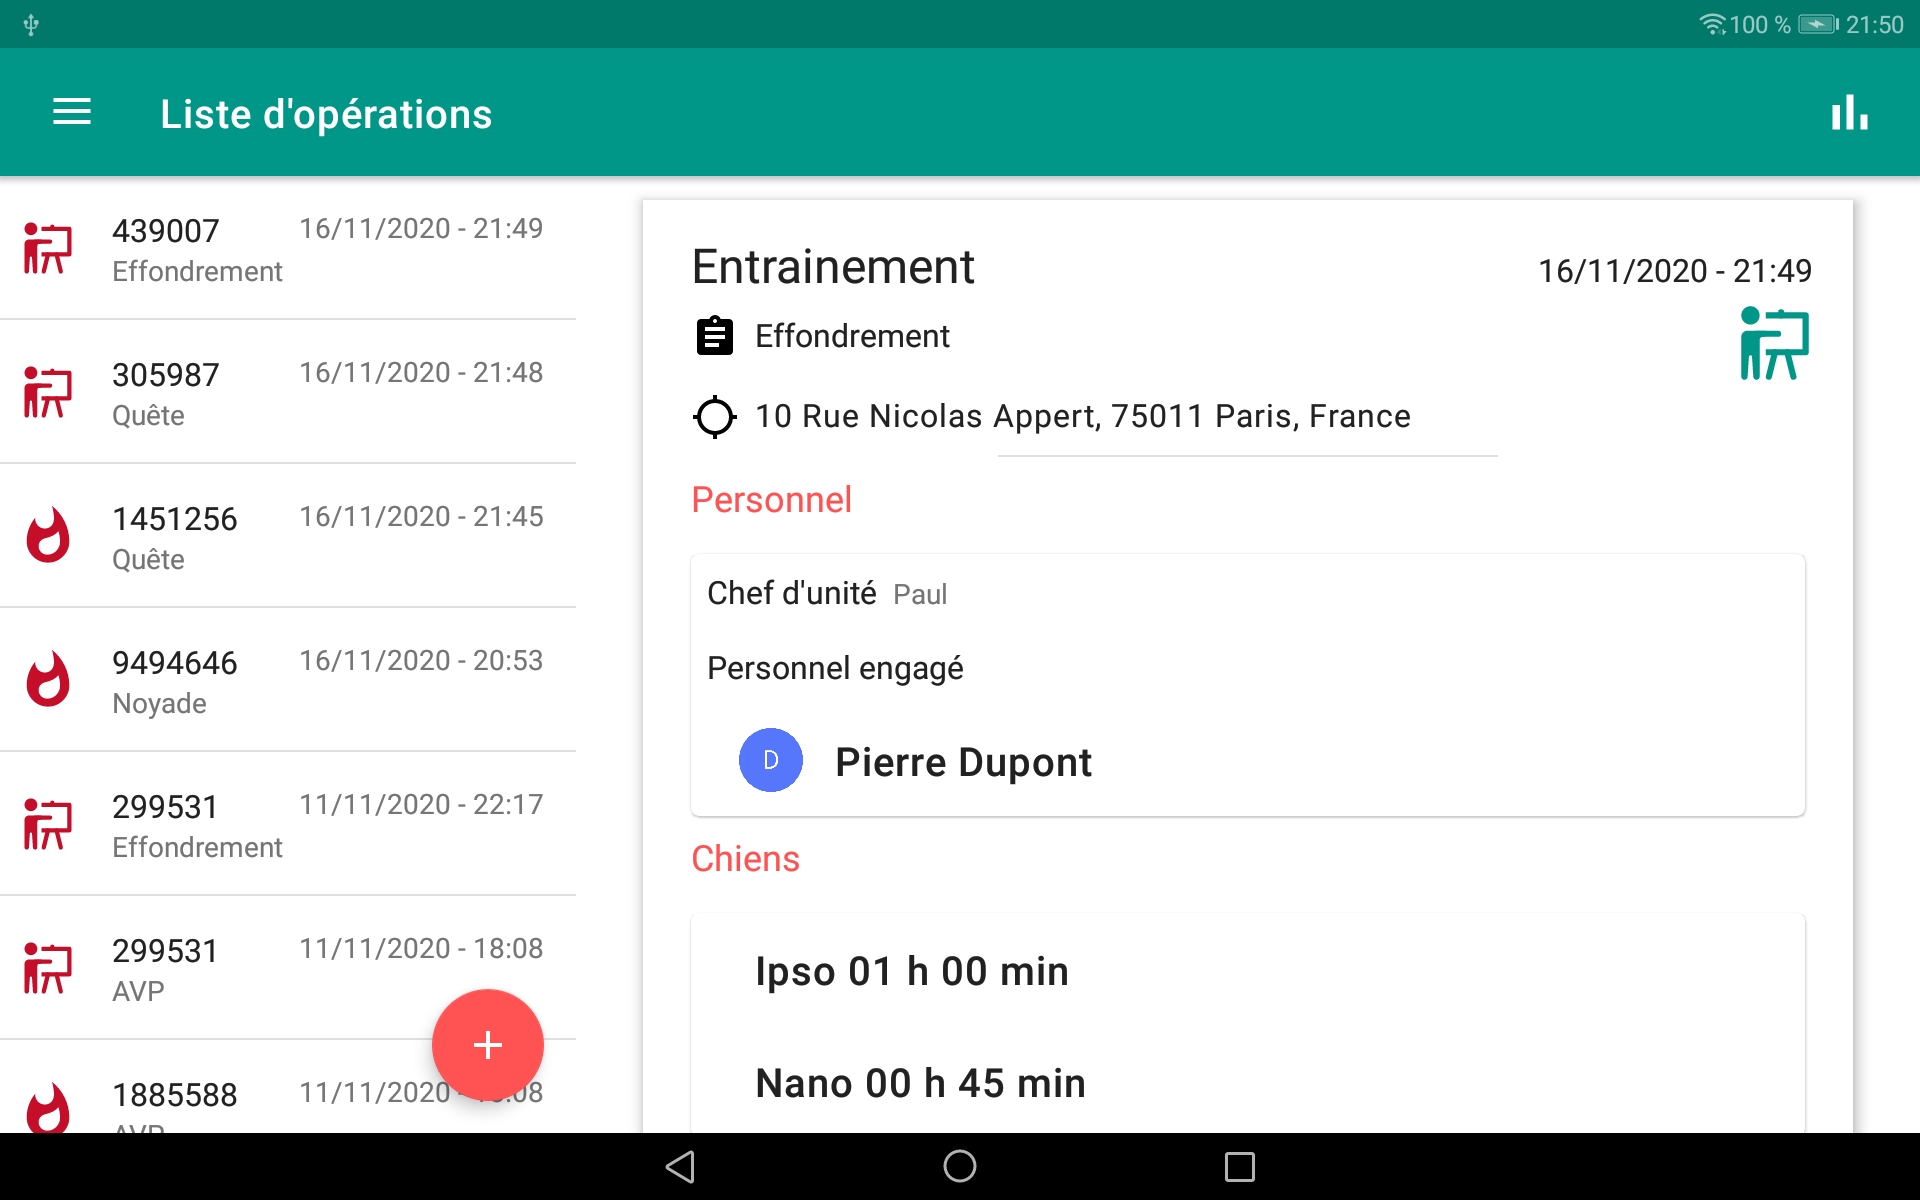 100 % 21:50
Liste d'opérations
439007 16/11/2020 - 21:49
Effondrement
305987 16/11/2020 - 21:48
Quête
1451256 16/11/2020 - 21:45
Quête
9494646 16/11/2020 - 20:53
Noyade
299531 11/11/2020 - 22:17
Effondrement
299531 11/11/2020 - 18:08
AVP
1885588 11/11/2020 - :08
AVP
Entrainement
16/11/2020 - 21:49
Effondrement
10 Rue Nicolas Appert, 75011 Paris, France
Personnel
Chef d'unité Paul
Personnel engagé
D Pierre Dupont
Chiens
Ipso 01 h 00 min
Nano 00 h 45 min